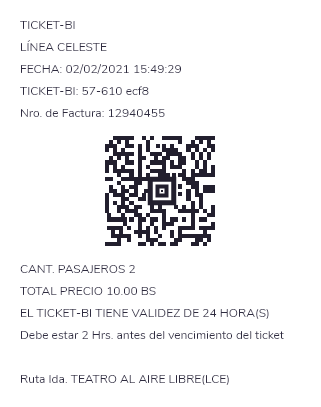 TICKET-BI
LÍNEA CELESTE
FECHA: 02/02/2021 15:49:29
TICKET-BI: 57-610 ecf8
Nro. de Factura: 12940455
CANT. PASAJEROS 2
TOTAL PRECIO 10.00 BS
EL TICKET-BI TIENE VALIDEZ DE 24 HORA(S)
Debe estar 2 Hrs. antes del vencimiento del ticket
Ruta Ida. TEATRO AL AIRE LIBRE(LCE)